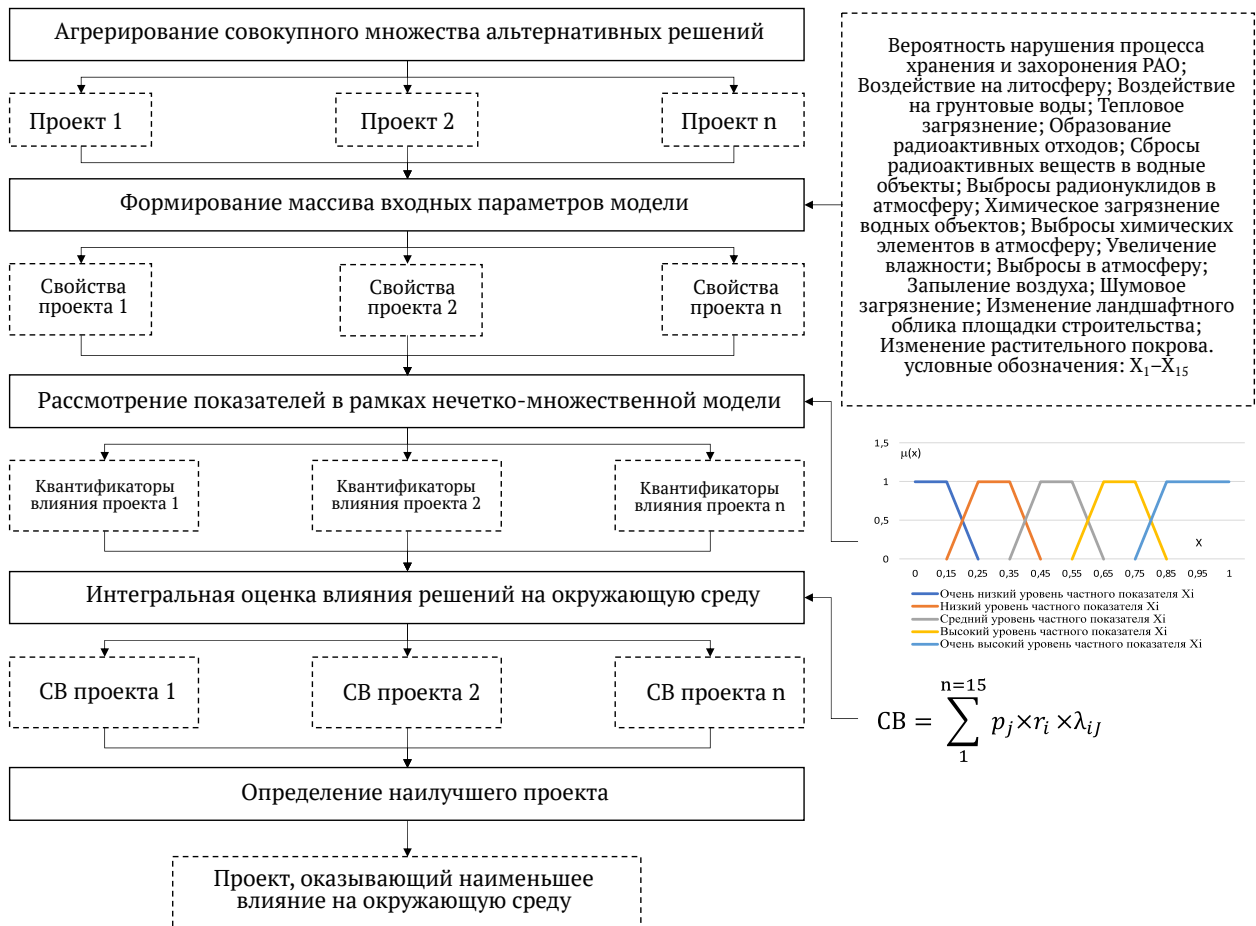 Агрерирование совокупного множества альтернативных решений
Проект 1
Проект 2
Проект n
Формирование массива входных параметров модели
Свойства
проекта 1
Свойства
проекта 2
Свойства
проекта n
Рассмотрение показателей в рамках нечетко-множественной модели
Квантификаторы
влияния проекта 1
Квантификаторы
влияния проекта 2
Квантификаторы
влияния проекта n
Интегральная оценка влияния решений на окружающую среду
СВ проекта 1
СВ проекта 2
СВ проекта n
Определение наилучшего проекта
Проект, оказывающий наименьшее
влияние на окружающую среду
Вероятность нарушения процесса
хранения и захоронения РАО;
Воздействие на литосферу; Воздействие
на грунтовые воды; Тепловое
загрязнение; Образование
радиоактивных отходов; Сбросы
радиоактивных веществ в водные
объекты; Выбросы радионуклидов в
атмосферу; Химическое загрязнение
водных объектов; Выбросы химических
элементов в атмосферу; Увеличение
влажности; Выбросы в атмосферу;
Запыление воздуха; Шумовое
загрязнение; Изменение ландшафтного
облика площадки строительства;
Изменение растительного покрова.
условные обозначения: X₁–X₁₅
1,5
μ(x)
1
0,5
0
X
0 0,15 0,25 0,35 0,45 0,55 0,65 0,75 0,85 0,95 1
Очень низкий уровень частного показателя Xi
Низкий уровень частного показателя Xi
Средний уровень частного показателя Xi
Высокий уровень частного показателя Xi
Очень высокий уровень частного показателя Xi
n=15
СВ = ∑ pⱼ×rᵢ×λᵢJ
1